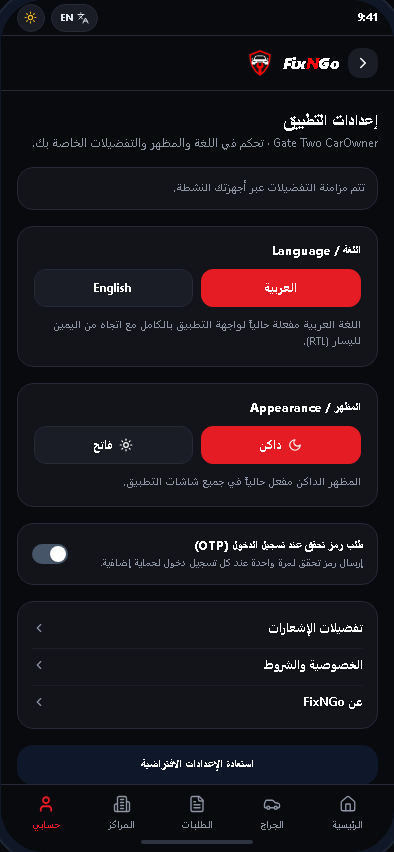 9:41
EN
FixNGo
إعدادات التطبيق
Gate Two CarOwner · تحكم في اللغة والمظهر والتفضيلات الخاصة بك.
تتم مزامنة التفضيلات عبر أجهزتك النشطة.
اللغة / Language
العربية
English
اللغة العربية مفعلة حالياً لواجهة التطبيق بالكامل مع اتجاه من اليمين
لليسار (RTL).
المظهر / Appearance
داكن
فاتح
المظهر الداكن مفعل حالياً في جميع شاشات التطبيق.
طلب رمز تحقق عند تسجيل الدخول (OTP)
إرسال رمز تحقق لمرة واحدة عند كل تسجيل دخول لحماية إضافية.
تفضيلات الإشعارات
الخصوصية والشروط
عن FixNGo
استعادة الإعدادات الافتراضية
الرئيسية
الجراج
الطلبات
المراكز
حسابي